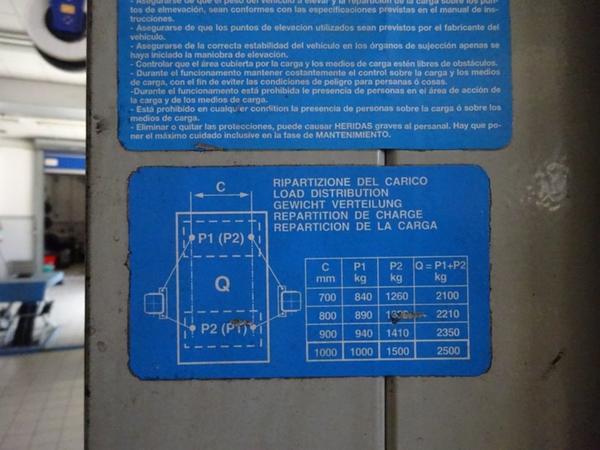 - Asegurarse de que el peso del vehículo a elevar y la repartición de la carga sobre los pun-
tos de elmevación, sean conformes con las especificaciones previstas en el manual de ins-
trucciones.
- Asegurarse de que los puntos de elevacion utilizados sean previstos por el fabricante del
vehículo.
- Asegurarse de la correcta estabilidad del vehículo en los órganos de sujección apenas se
haya iniciado la maniobra de elevación.
- Controlar que el área cubierta por la carga y los medios de carga estén libres de obstáculos.
-Durante el funcionamiento mantener costantemente el control sobre la carga y los medios
de carga, con el fin de eviter las condiciones de peligro para personas ó cosas.
-Durante el funcionamiento está prohibida le presencia de personas en el área de acción de
la carga y de los medios de carga.
- Está prohibido en cualquier condition la presencia de personas sobre la carga ó sobre los
medios de carga.
- Eliminar o quitar las protecciones, puede causar HERIDAS graves al persanal. Hay que po-
ner el máximo cuidado inclusive en la fase de MANTENIMIENTO.
RIPARTIZIONE DEL CARICO
LOAD DISTRIBUTION
GEWICHT VERTEILUNG
REPARTITION DE CHARGE
REPARTICION DE LA CARGA
C
P1 (P2)
Q
P2 (P1)
C mm P1 kg P2 kg Q = P1+P2 kg
700 840 1260 2100
800 890 2210
900 940 1410 2350
1000 1000 1500 2500